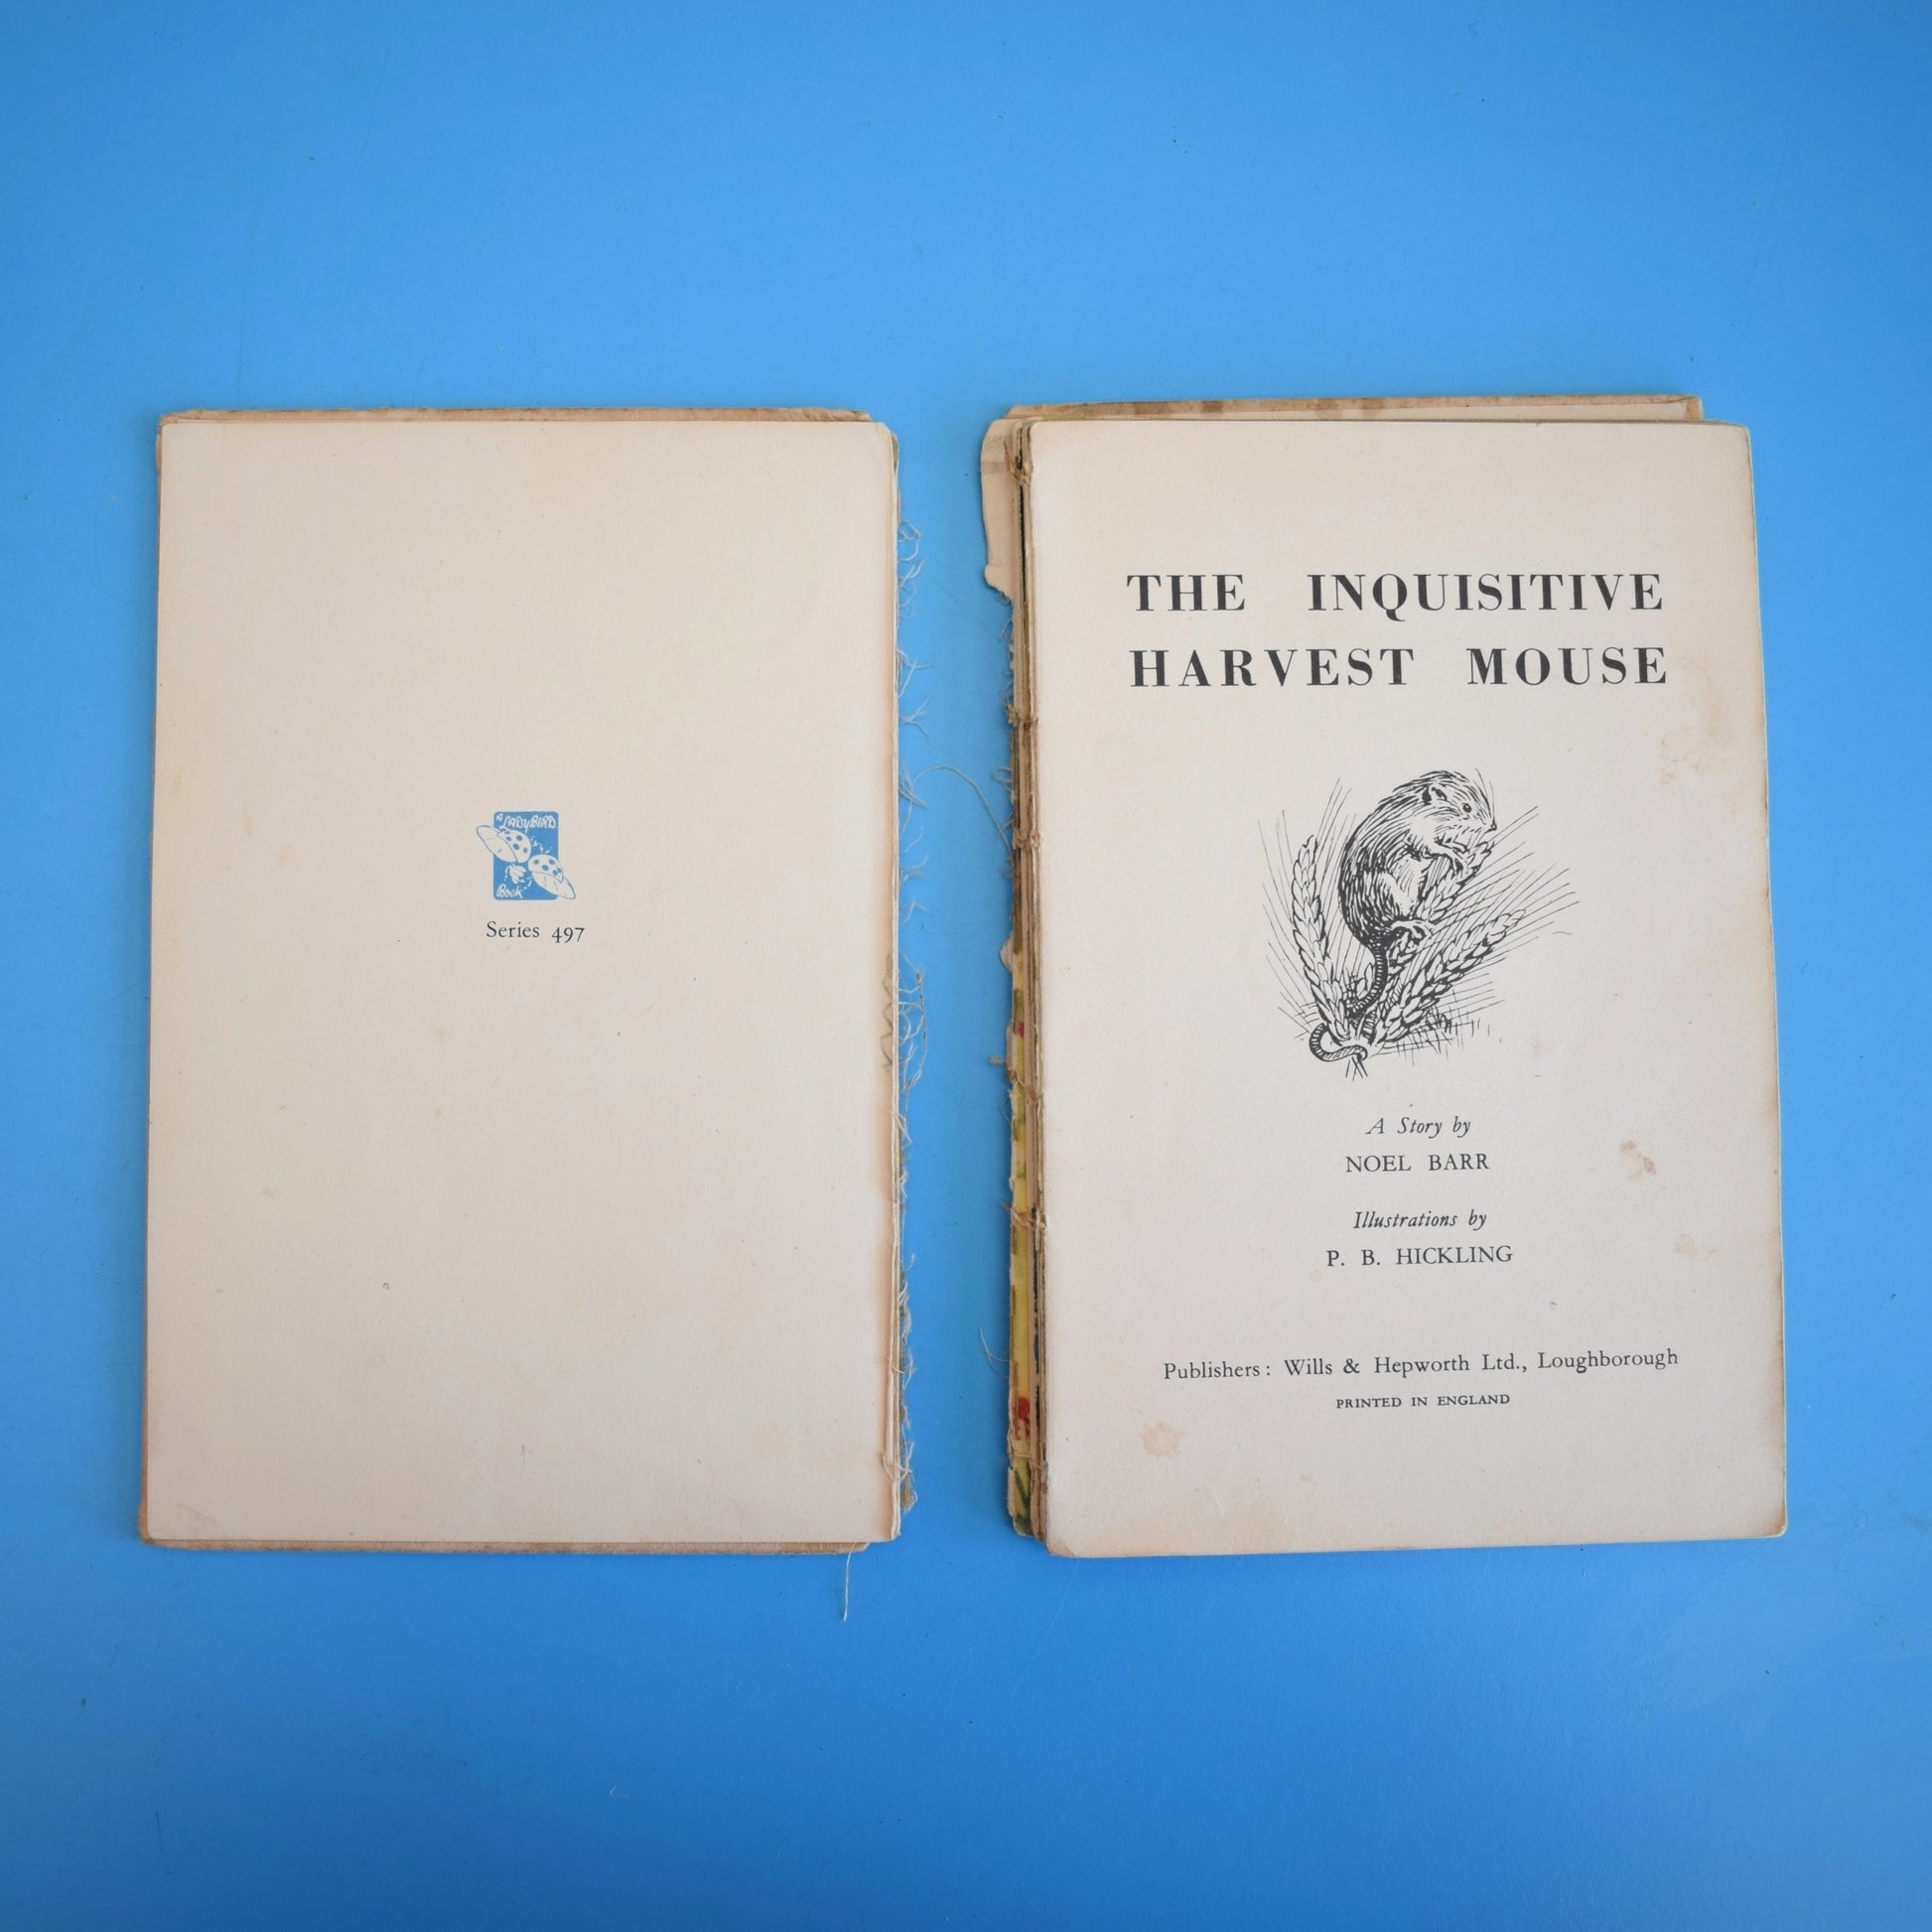 A LADYBIRD
Book
Series 497
THE INQUISITIVE
HARVEST MOUSE
A Story by
NOEL BARR
Illustrations by
P. B. HICKLING
Publishers: Wills & Hepworth Ltd., Loughborough
PRINTED IN ENGLAND